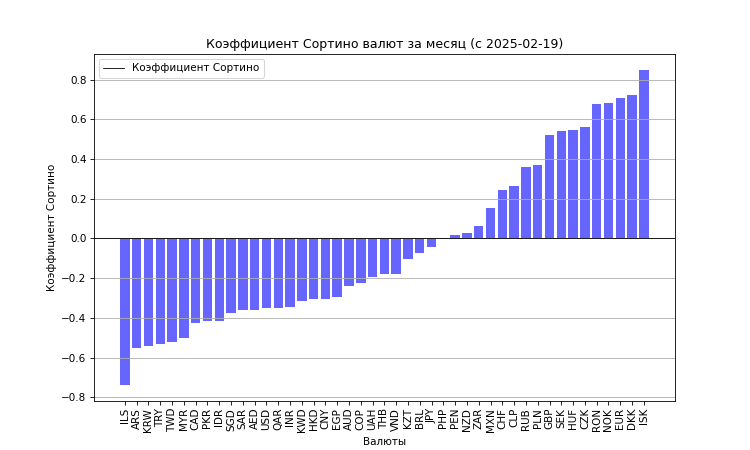 Коэффициент Сортино валют за месяц (с 2025-02-19)
Коэффициент Сортино
Коэффициент Сортино
0.8
0.6
0.4
0.2
0.0
−0.2
−0.4
−0.6
−0.8
ILS ARS KRW TRY TWD MYR CAD PKR IDR SGD SAR AED USD QAR INR KWD HKD CNY EGP AUD COP UAH THB VND KZT BRL JPY PHP PEN NZD ZAR MXN CHF CLP RUB PLN GBP SEK HUF CZK RON NOK EUR DKK ISK
Валюты